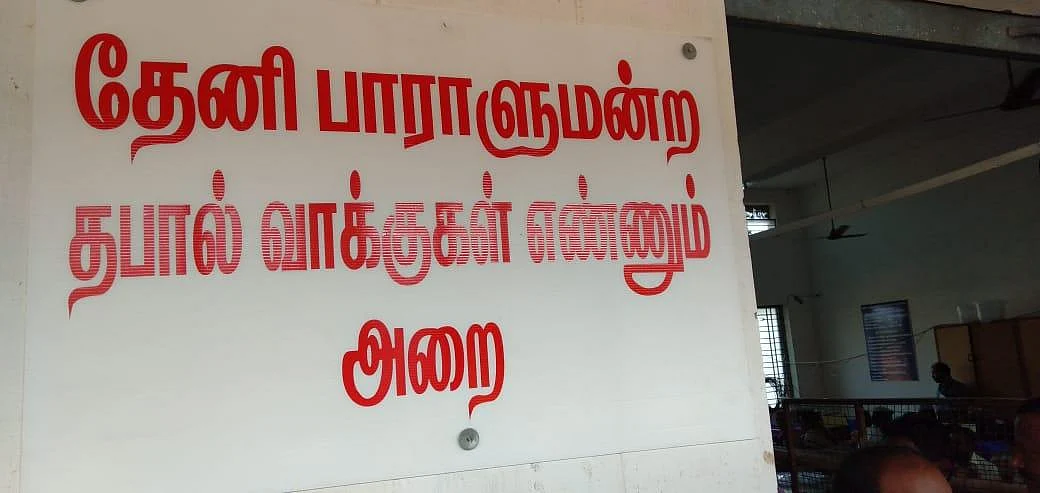 தேனி பாராளுமன்ற
தபால் வாக்குகள் எண்ணும்
அறை